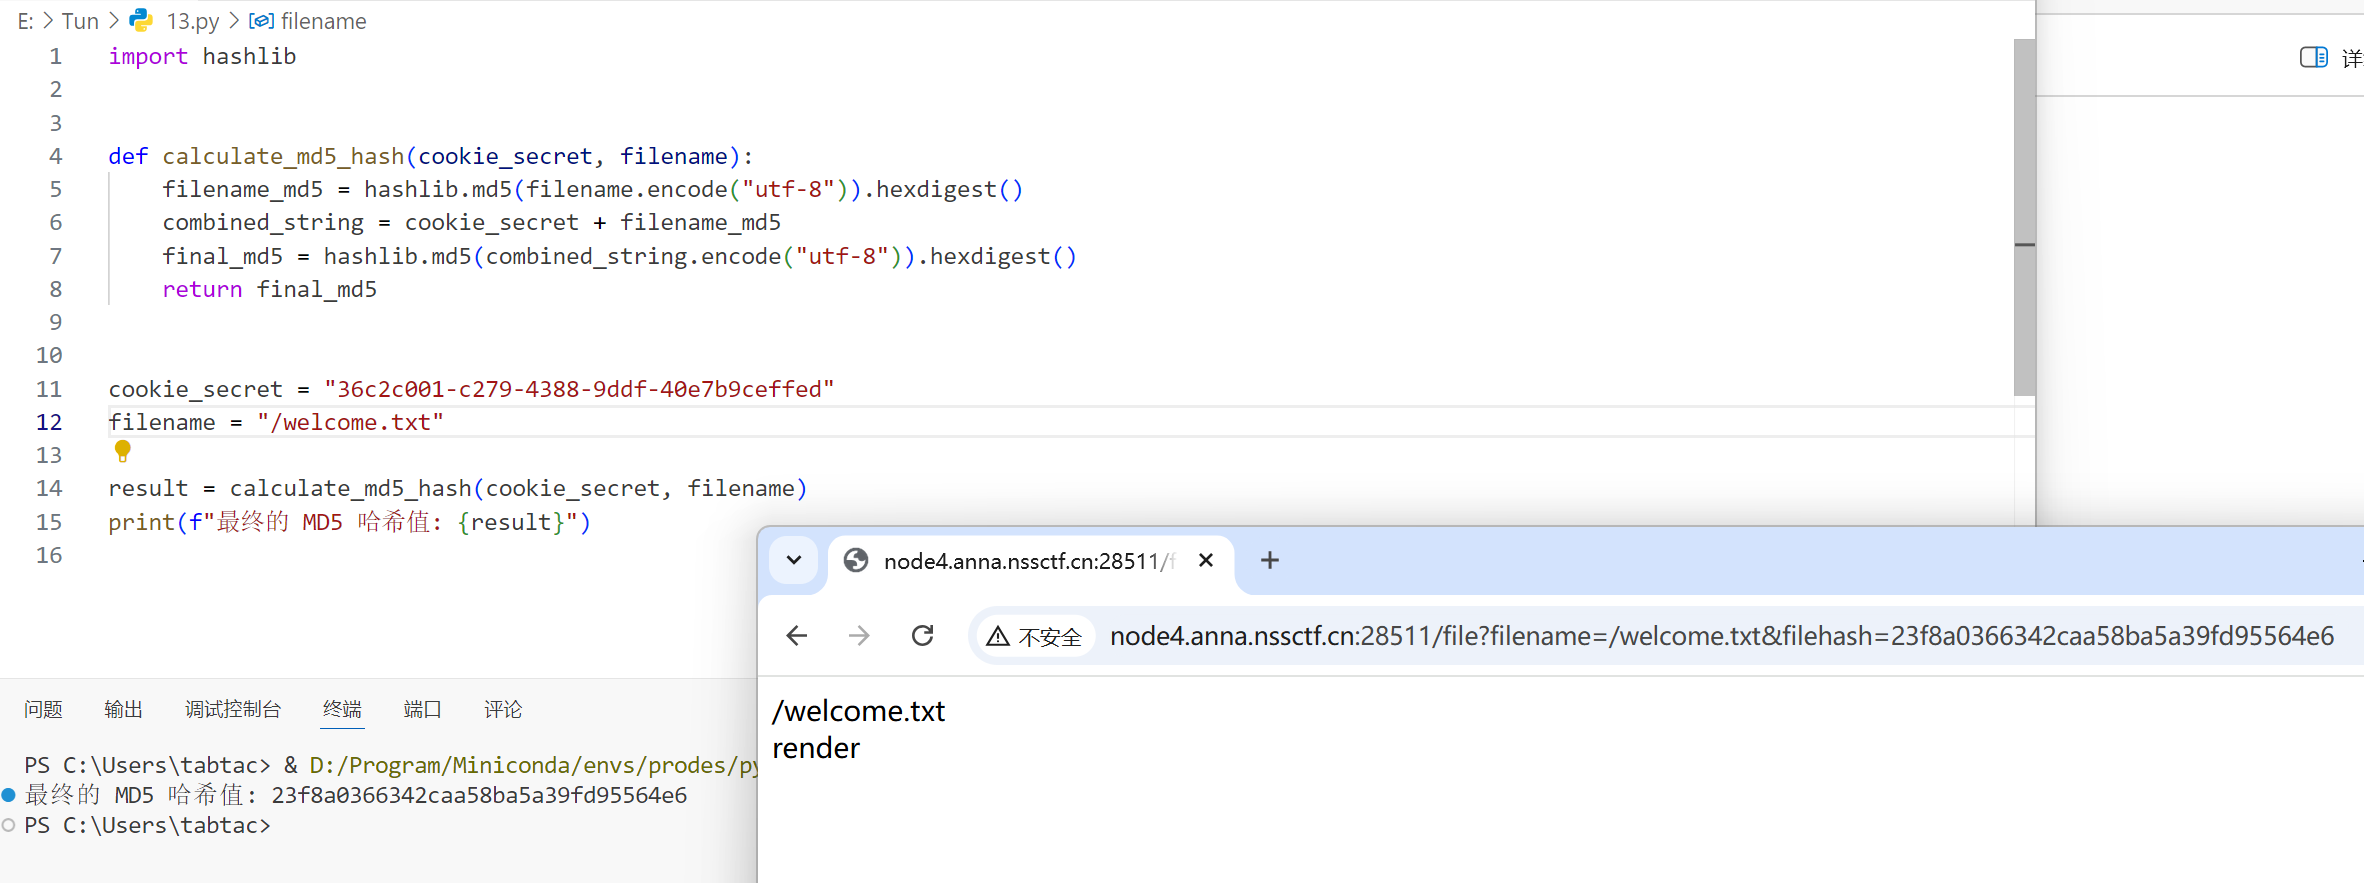 E: > Tun > 13.py > filename
1 import hashlib
2
3
4 def calculate_md5_hash(cookie_secret, filename):
5 filename_md5 = hashlib.md5(filename.encode("utf-8")).hexdigest()
6 combined_string = cookie_secret + filename_md5
7 final_md5 = hashlib.md5(combined_string.encode("utf-8")).hexdigest()
8 return final_md5
9
10
11 cookie_secret = "36c2c001-c279-4388-9ddf-40e7b9ceffed"
12 filename = "/welcome.txt"
13
14 result = calculate_md5_hash(cookie_secret, filename)
15 print(f"最终的 MD5 哈希值: {result}")
16
详
node4.anna.nssctf.cn:28511/f
不安全 node4.anna.nssctf.cn:28511/file?filename=/welcome.txt&filehash=23f8a0366342caa58ba5a39fd95564e6
/welcome.txt
render
问题 输出 调试控制台 终端 端口 评论
PS C:\Users\tabtac> & D:/Program/Miniconda/envs/prodes/py
最终的 MD5 哈希值: 23f8a0366342caa58ba5a39fd95564e6
PS C:\Users\tabtac>